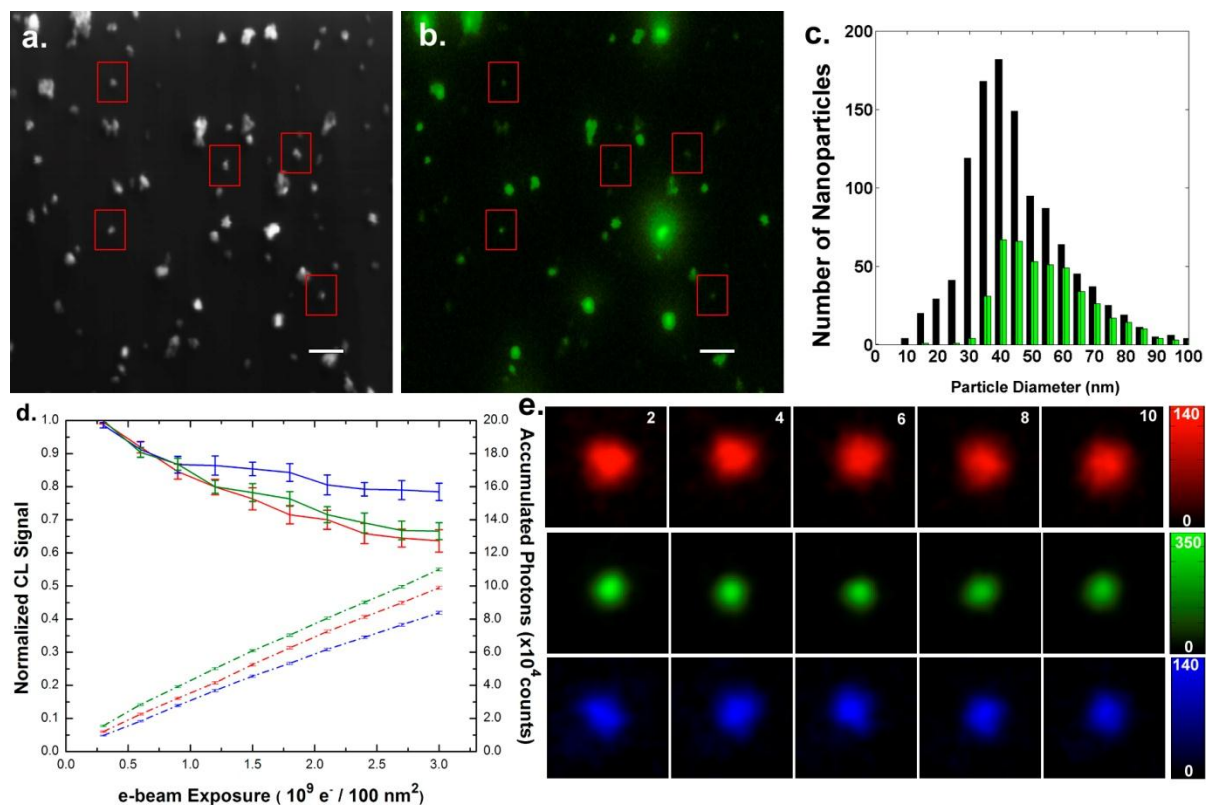 a.
b.
c.
200
150
100
50
0
Number of Nanoparticles
0 10 20 30 40 50 60 70 80 90 100
Particle Diameter (nm)
d.
1.0
0.9
0.8
0.7
0.6
0.5
0.4
0.3
0.2
0.1
0.0
Normalized CL Signal
20.0
18.0
16.0
14.0
12.0
10.0
8.0
6.0
4.0
2.0
0.0
Accumulated Photons (x10⁴ counts)
0.0 0.5 1.0 1.5 2.0 2.5 3.0
e-beam Exposure ( 10⁹ e⁻ / 100 nm²)
e.
2 4 6 8 10
140
0
350
0
140
0